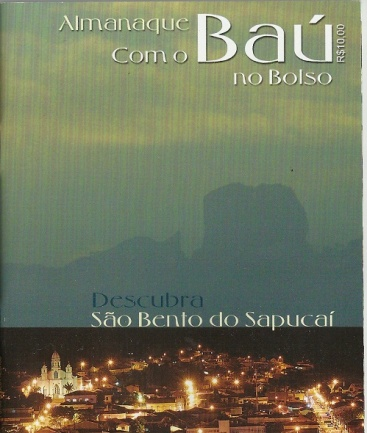 Almanaque
Com o Baú
no Bolso
R$10,00
Descubra
São Bento do Sapucaí